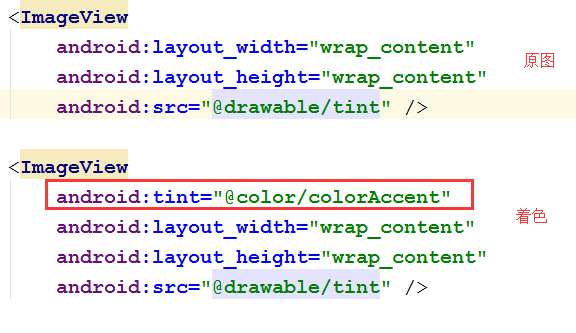 <ImageView
android:layout_width="wrap_content"
android:layout_height="wrap_content" 原图
android:src="@drawable/tint" />
<ImageView
android:tint="@color/colorAccent"
android:layout_width="wrap_content" 着色
android:layout_height="wrap_content"
android:src="@drawable/tint" />